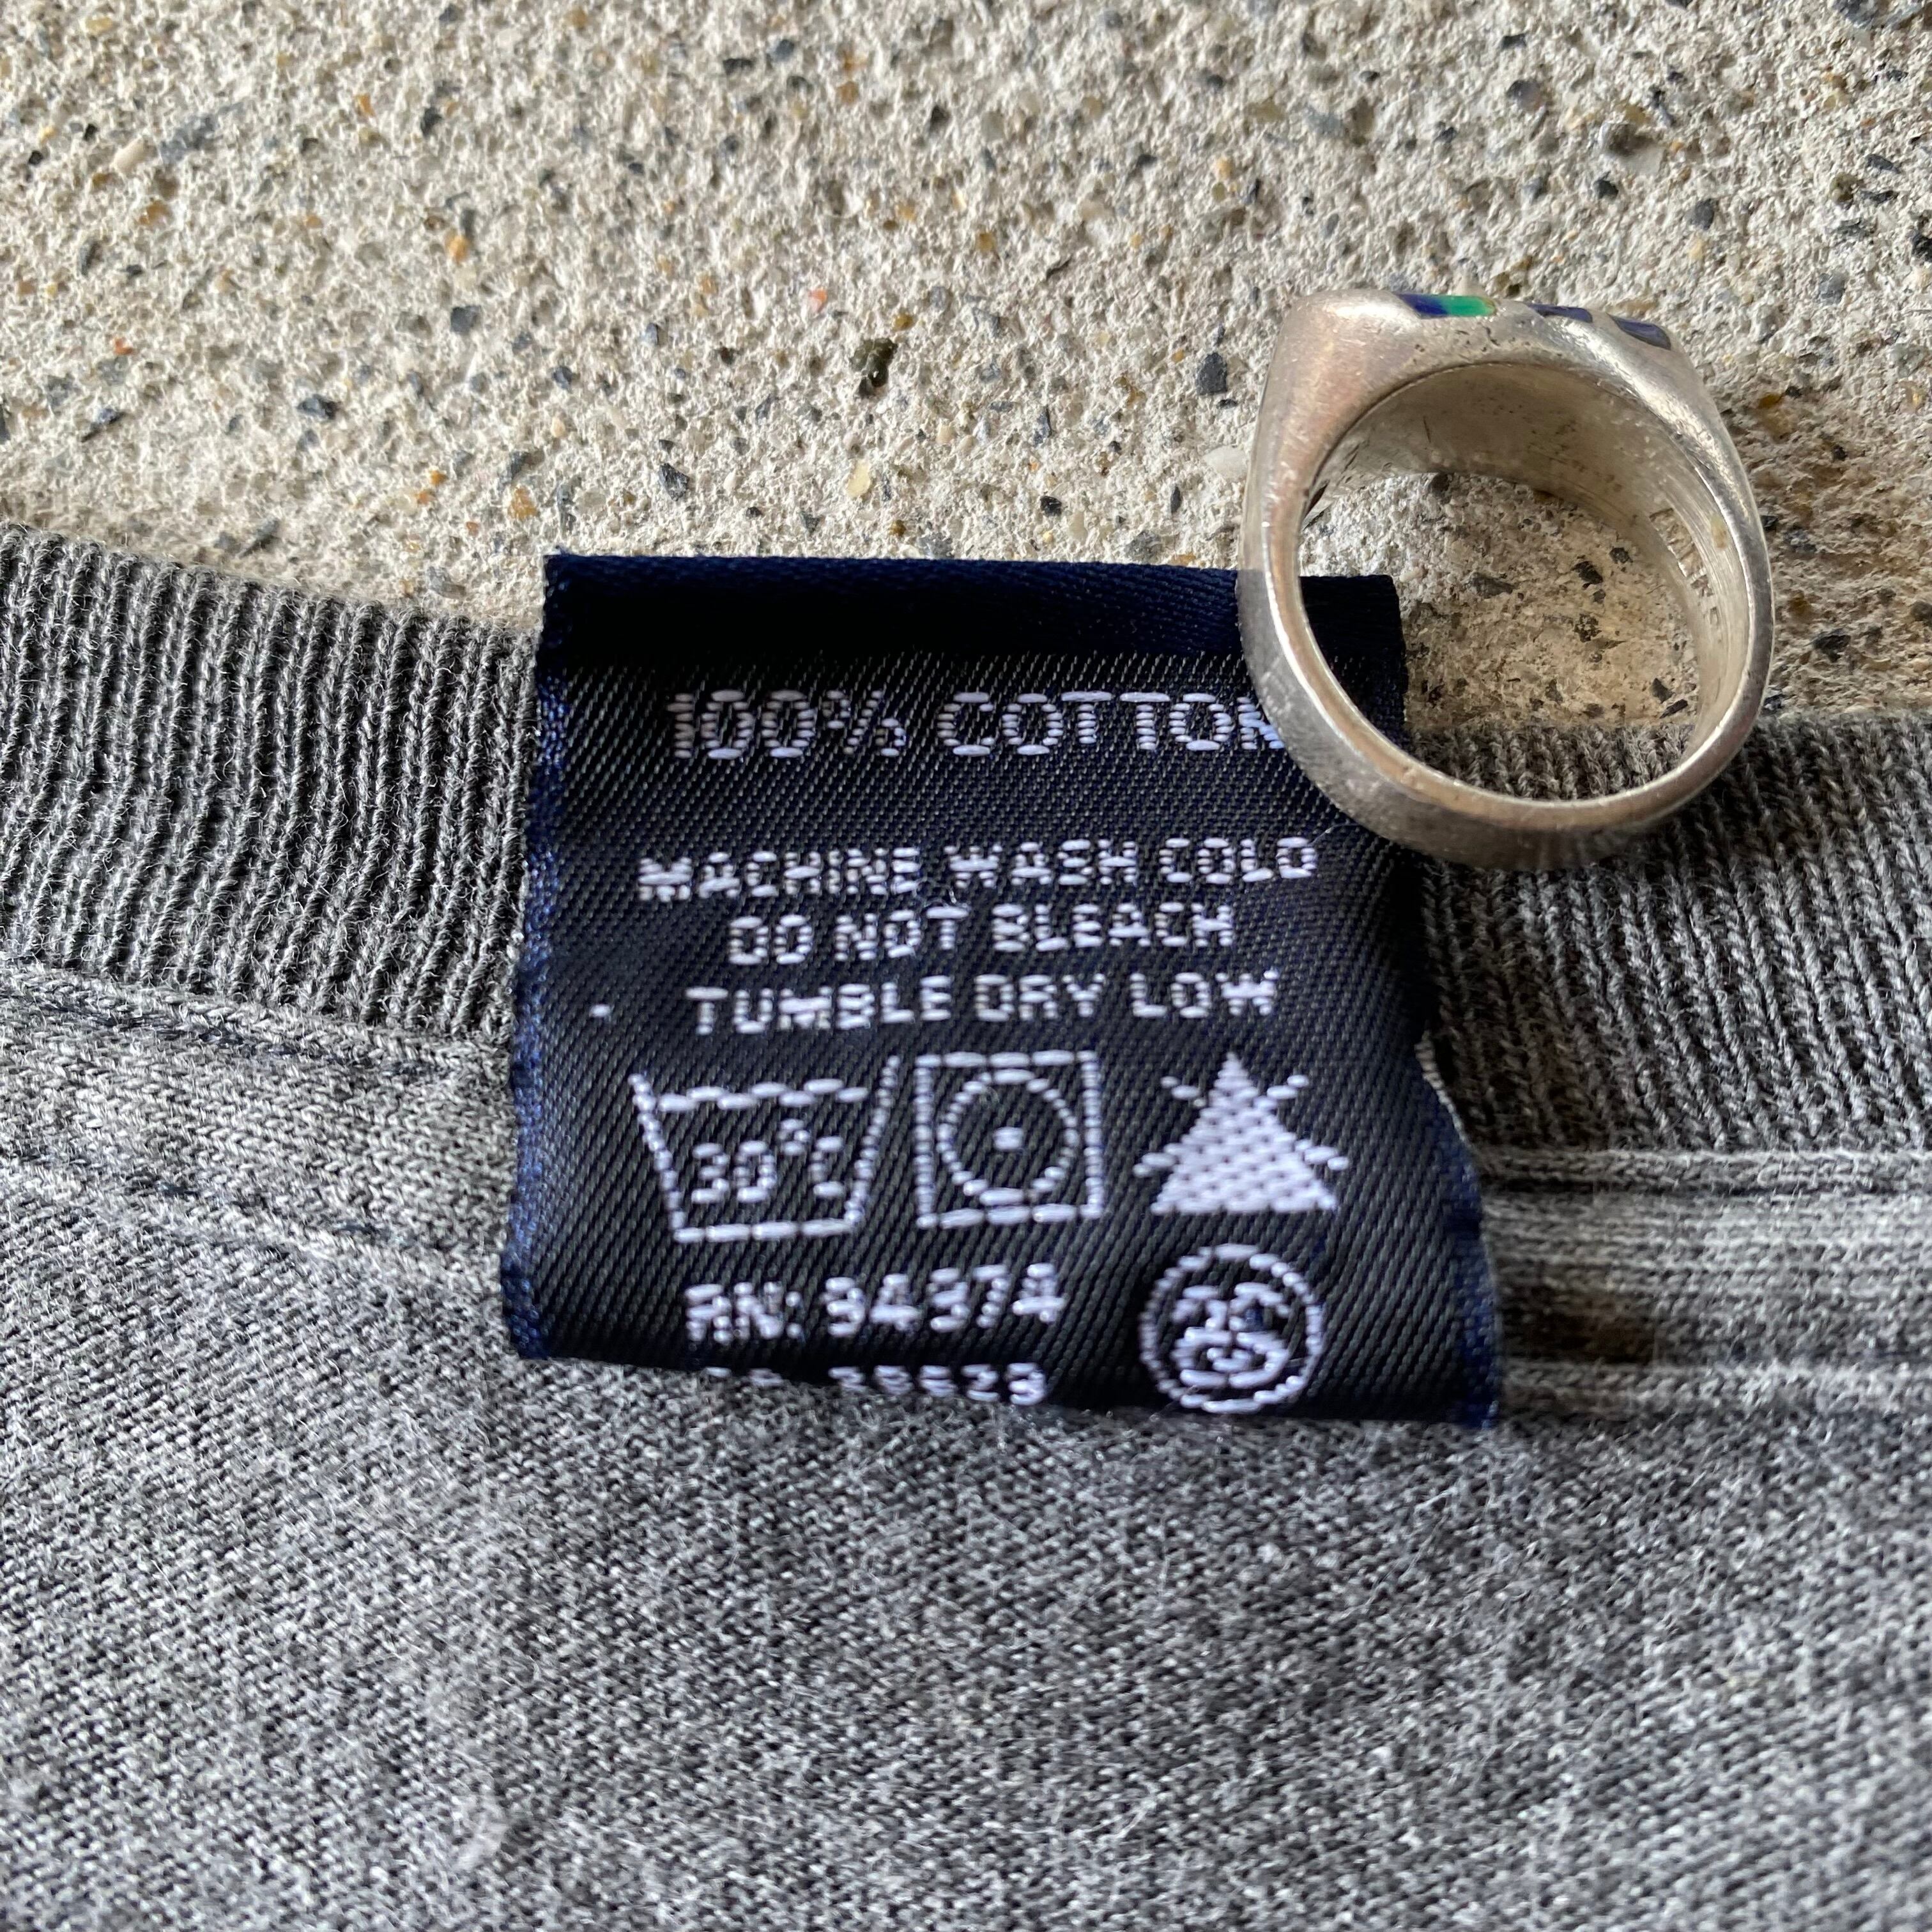 100% COTTON
MACHINE WASH COLD
DO NOT BLEACH
TUMBLE DRY LOW
30°C
RN: 94374